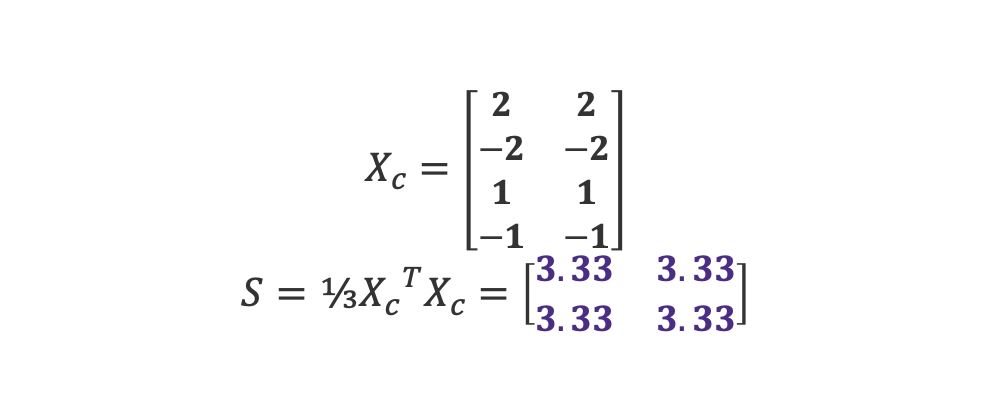 2 2
−2 −2
X_c = 1 1
−1 −1
S = ⅓X_c^T X_c = [3.33 3.33
3.33 3.33]